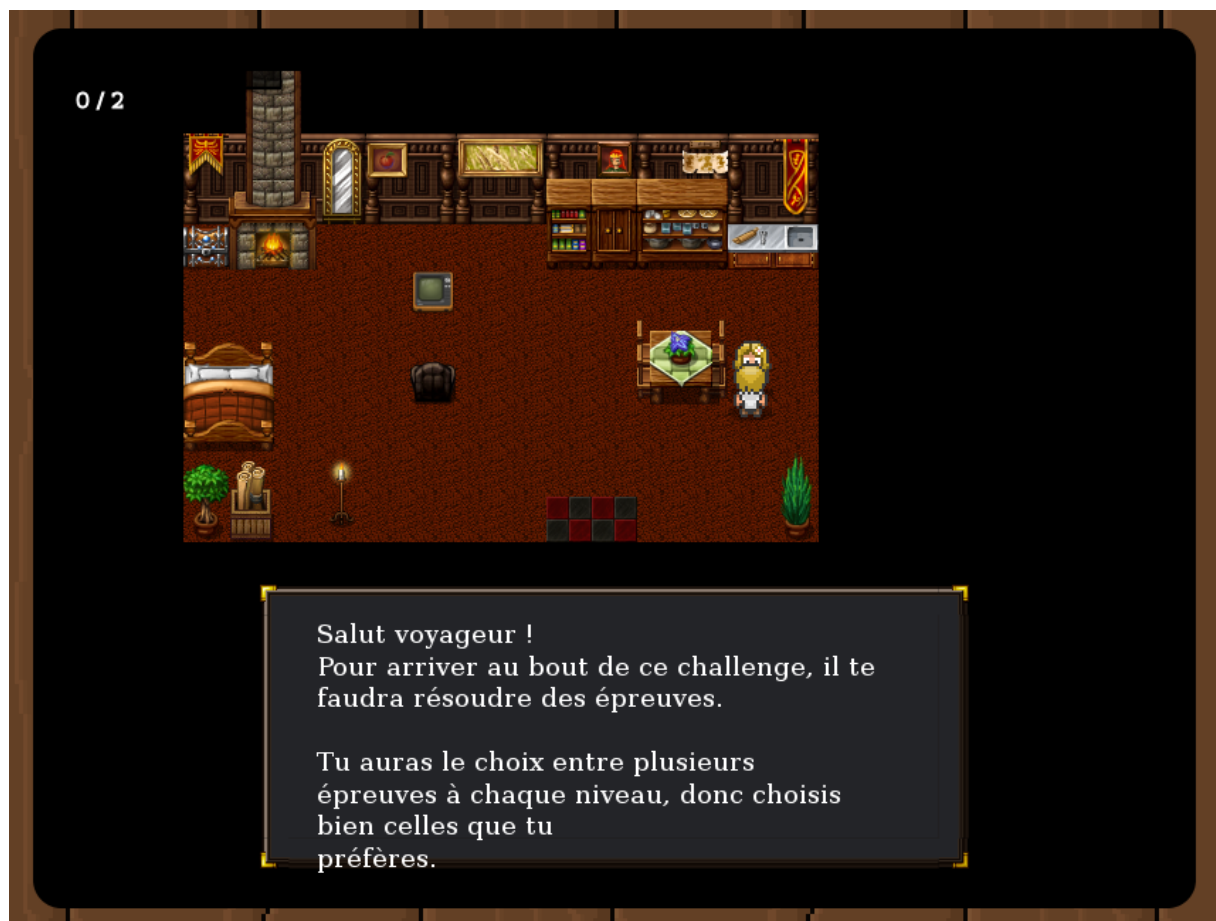 0/2
Salut voyageur !
Pour arriver au bout de ce challenge, il te
faudra résoudre des épreuves.
Tu auras le choix entre plusieurs
épreuves à chaque niveau, donc choisis
bien celles que tu
préfères.